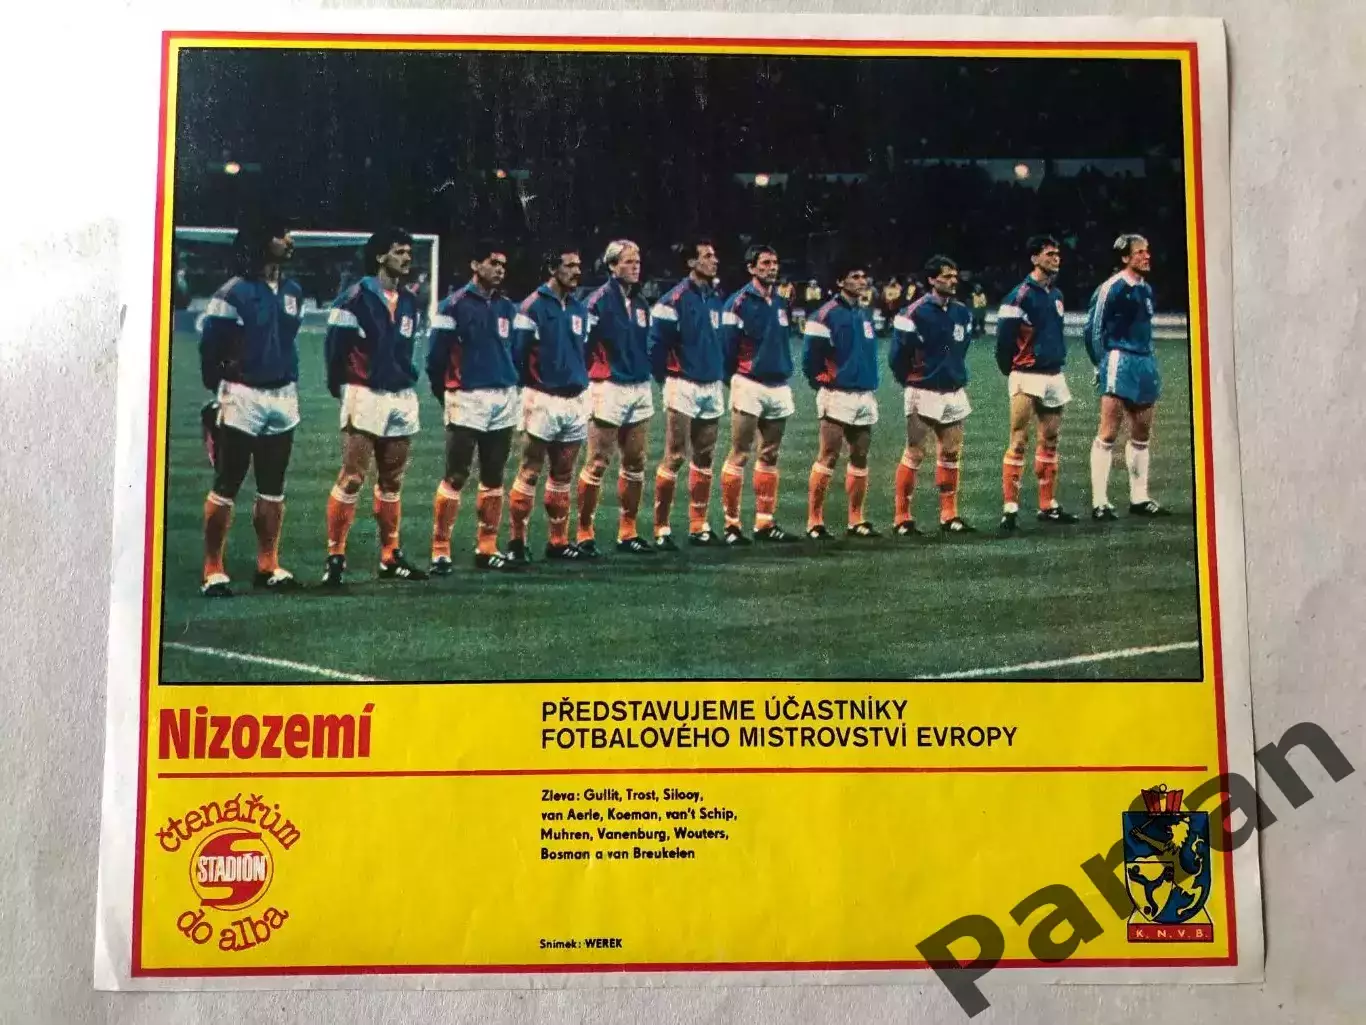 Nizozemí
PŘEDSTAVUJEME ÚČASTNÍKY
FOTBALOVÉHO MISTROVSTVÍ EVROPY
čtenářům
STADIÓN
do alba
Zleva: Gullit, Trost, Silooy,
van Aerle, Koeman, van't Schip,
Muhren, Vanenburg, Wouters,
Bosman a van Breukelen
Snímek: WEREK
K. N. V. B.
Parsan